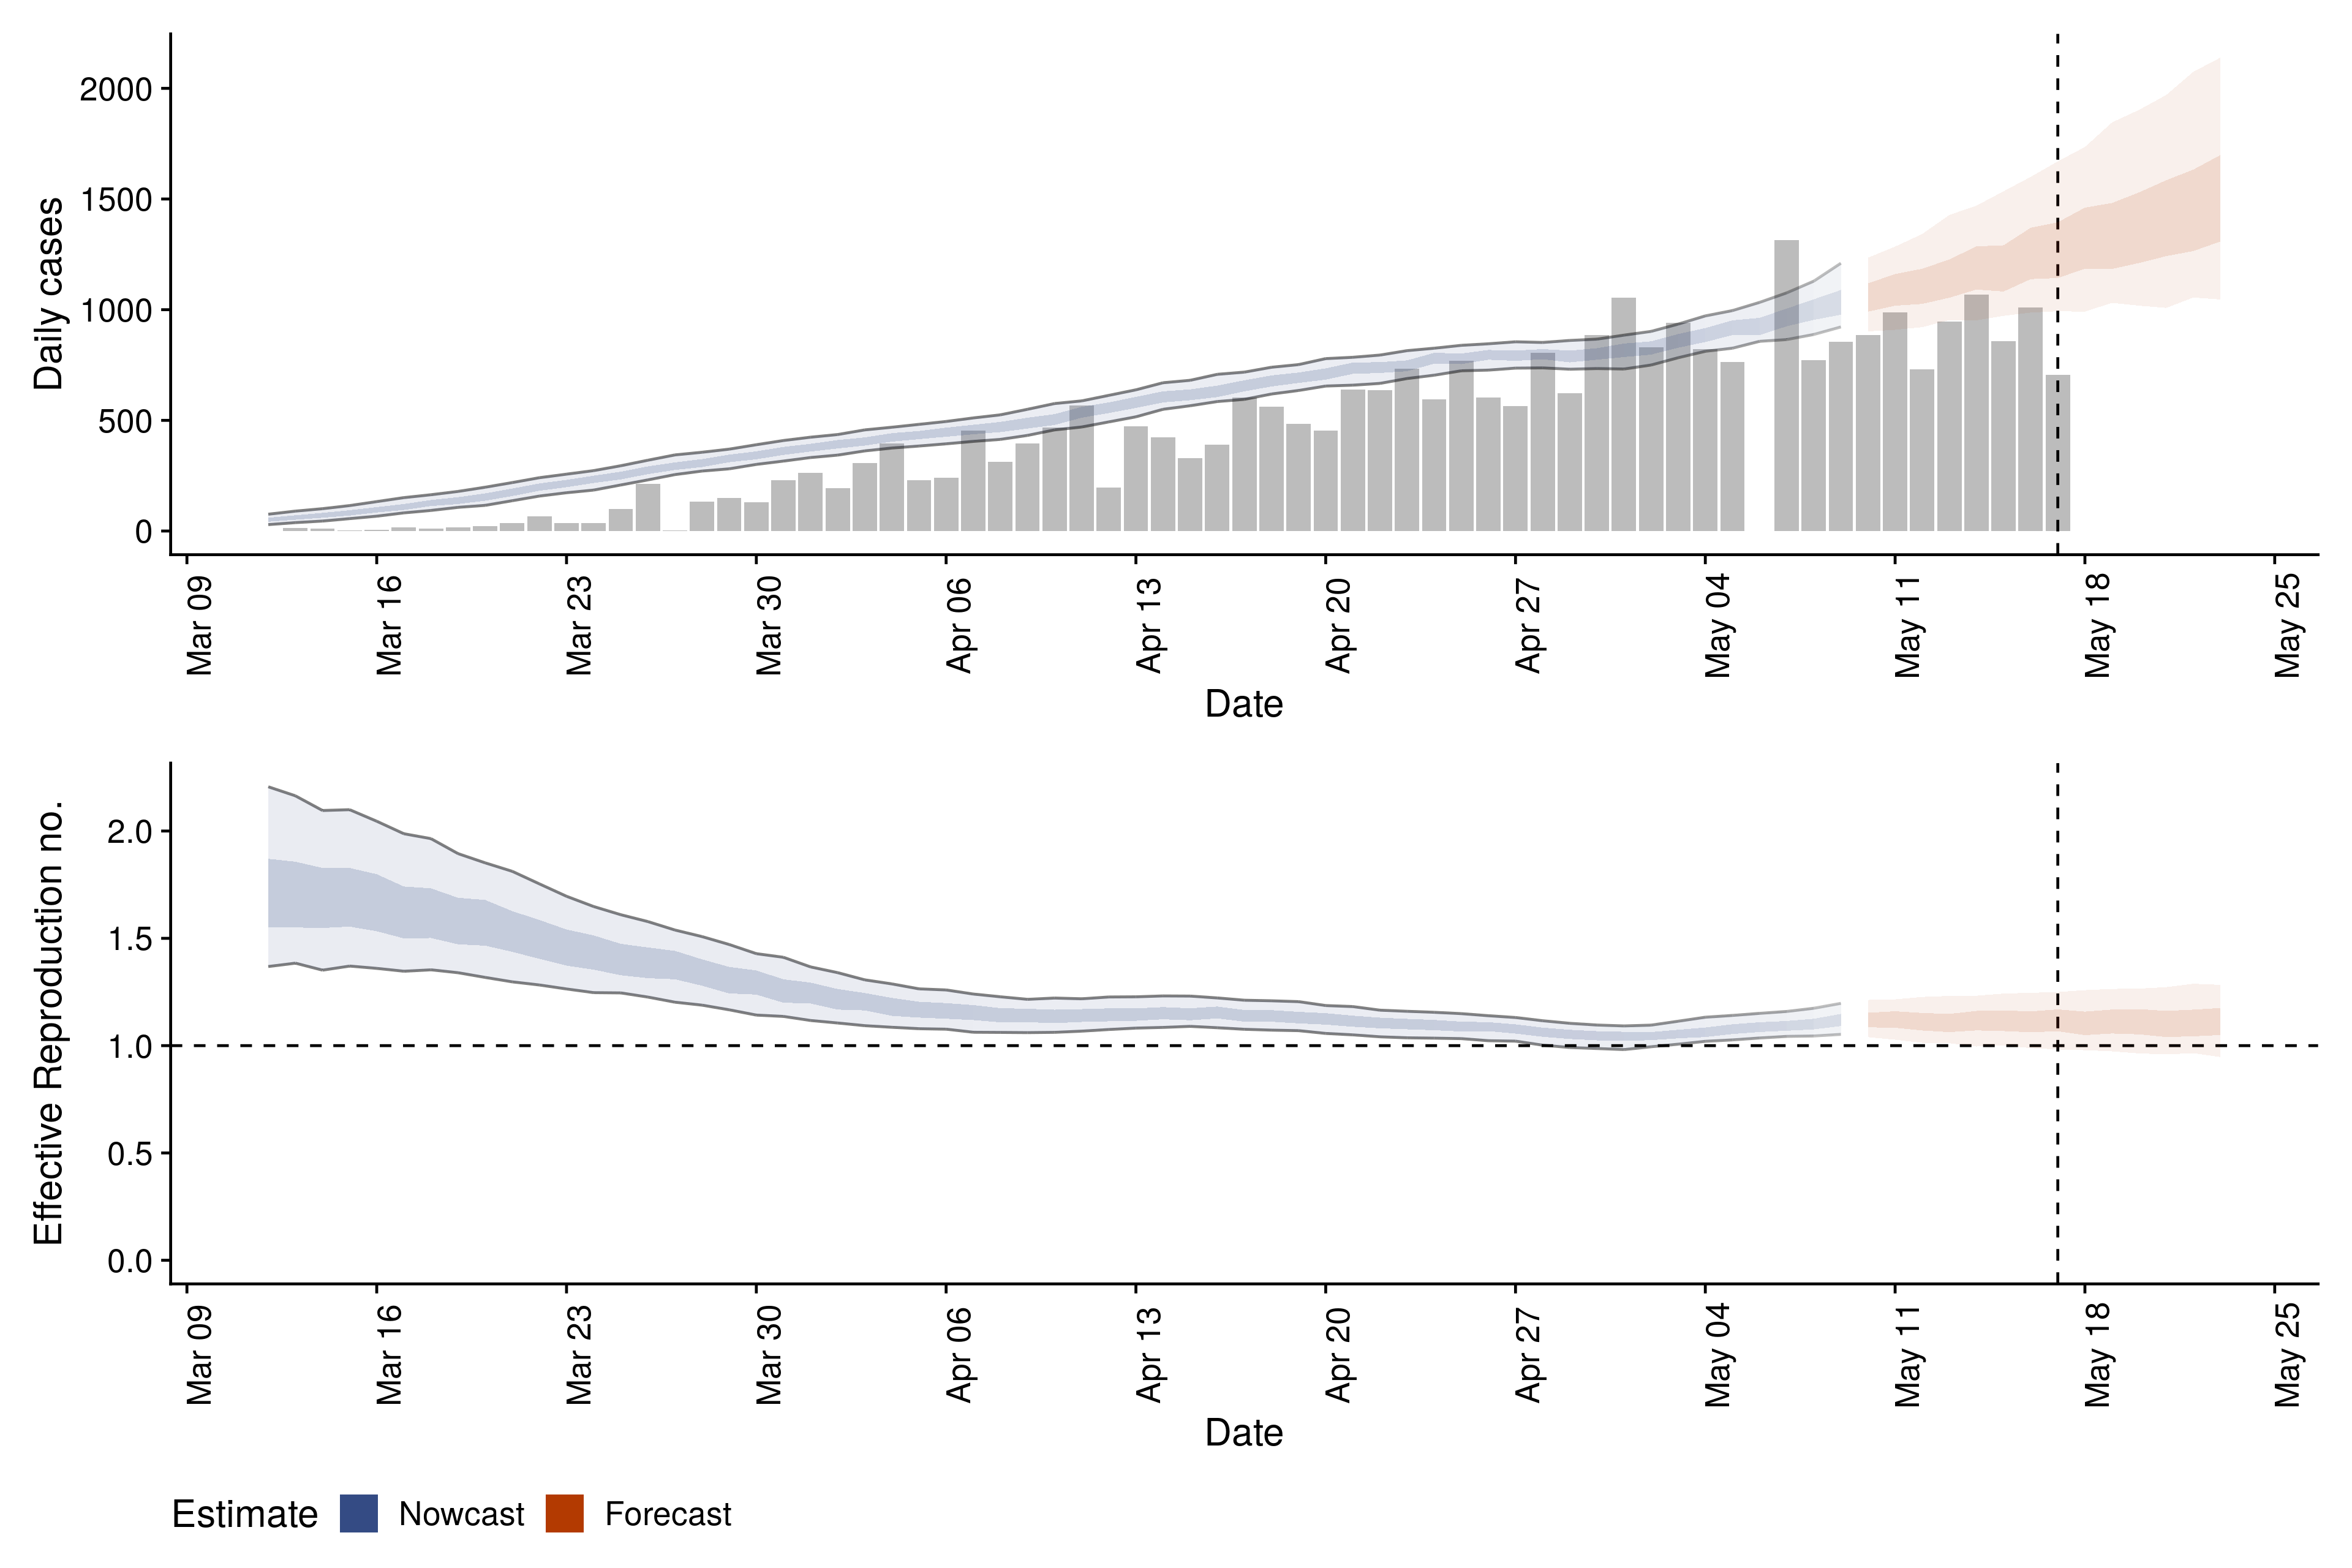 Daily cases
2000
1500
1000
500
0
Mar 09
Mar 16
Mar 23
Mar 30
Apr 06
Apr 13
Apr 20
Apr 27
May 04
May 11
May 18
May 25
Date
Effective Reproduction no.
2.0
1.5
1.0
0.5
0.0
Mar 09
Mar 16
Mar 23
Mar 30
Apr 06
Apr 13
Apr 20
Apr 27
May 04
May 11
May 18
May 25
Date
Estimate Nowcast Forecast